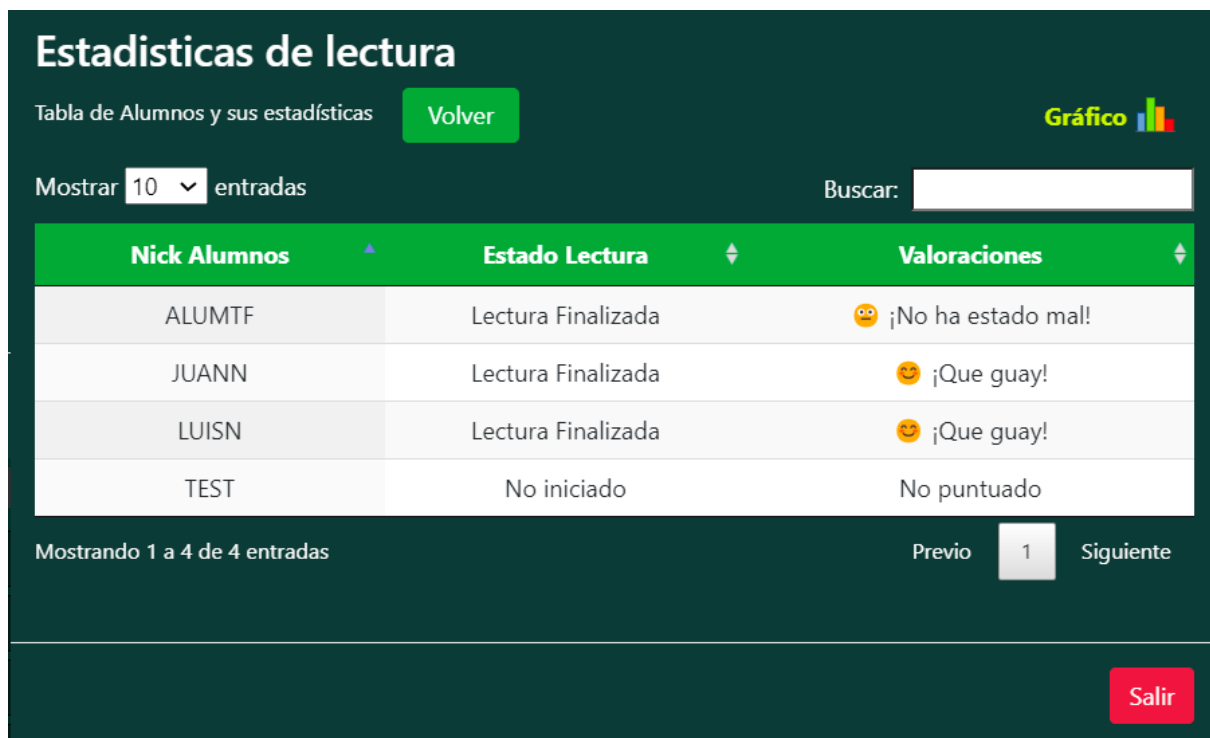 Estadisticas de lectura
Tabla de Alumnos y sus estadísticas Volver Gráfico
Mostrar 10 entradas Buscar:
Nick Alumnos Estado Lectura Valoraciones
ALUMTF Lectura Finalizada 😐 ¡No ha estado mal!
JUANN Lectura Finalizada 😊 ¡Que guay!
LUISN Lectura Finalizada 😊 ¡Que guay!
TEST No iniciado No puntuado
Mostrando 1 a 4 de 4 entradas Previo 1 Siguiente
Salir